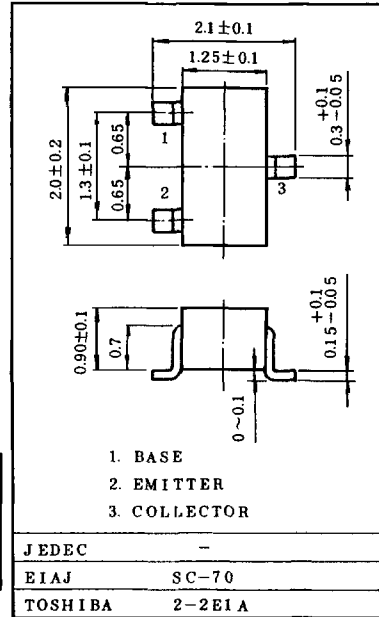 2.1±0.1
1.25±0.1
+0.1
0.3-0.05
2.0±0.2
1.3±0.1
0.65
0.65
1
2
3
0.90±0.1
0.7
0~0.1
+0.1
0.15-0.05
1. BASE
2. EMITTER
3. COLLECTOR
JEDEC -
EIAJ SC-70
TOSHIBA 2-2E1A